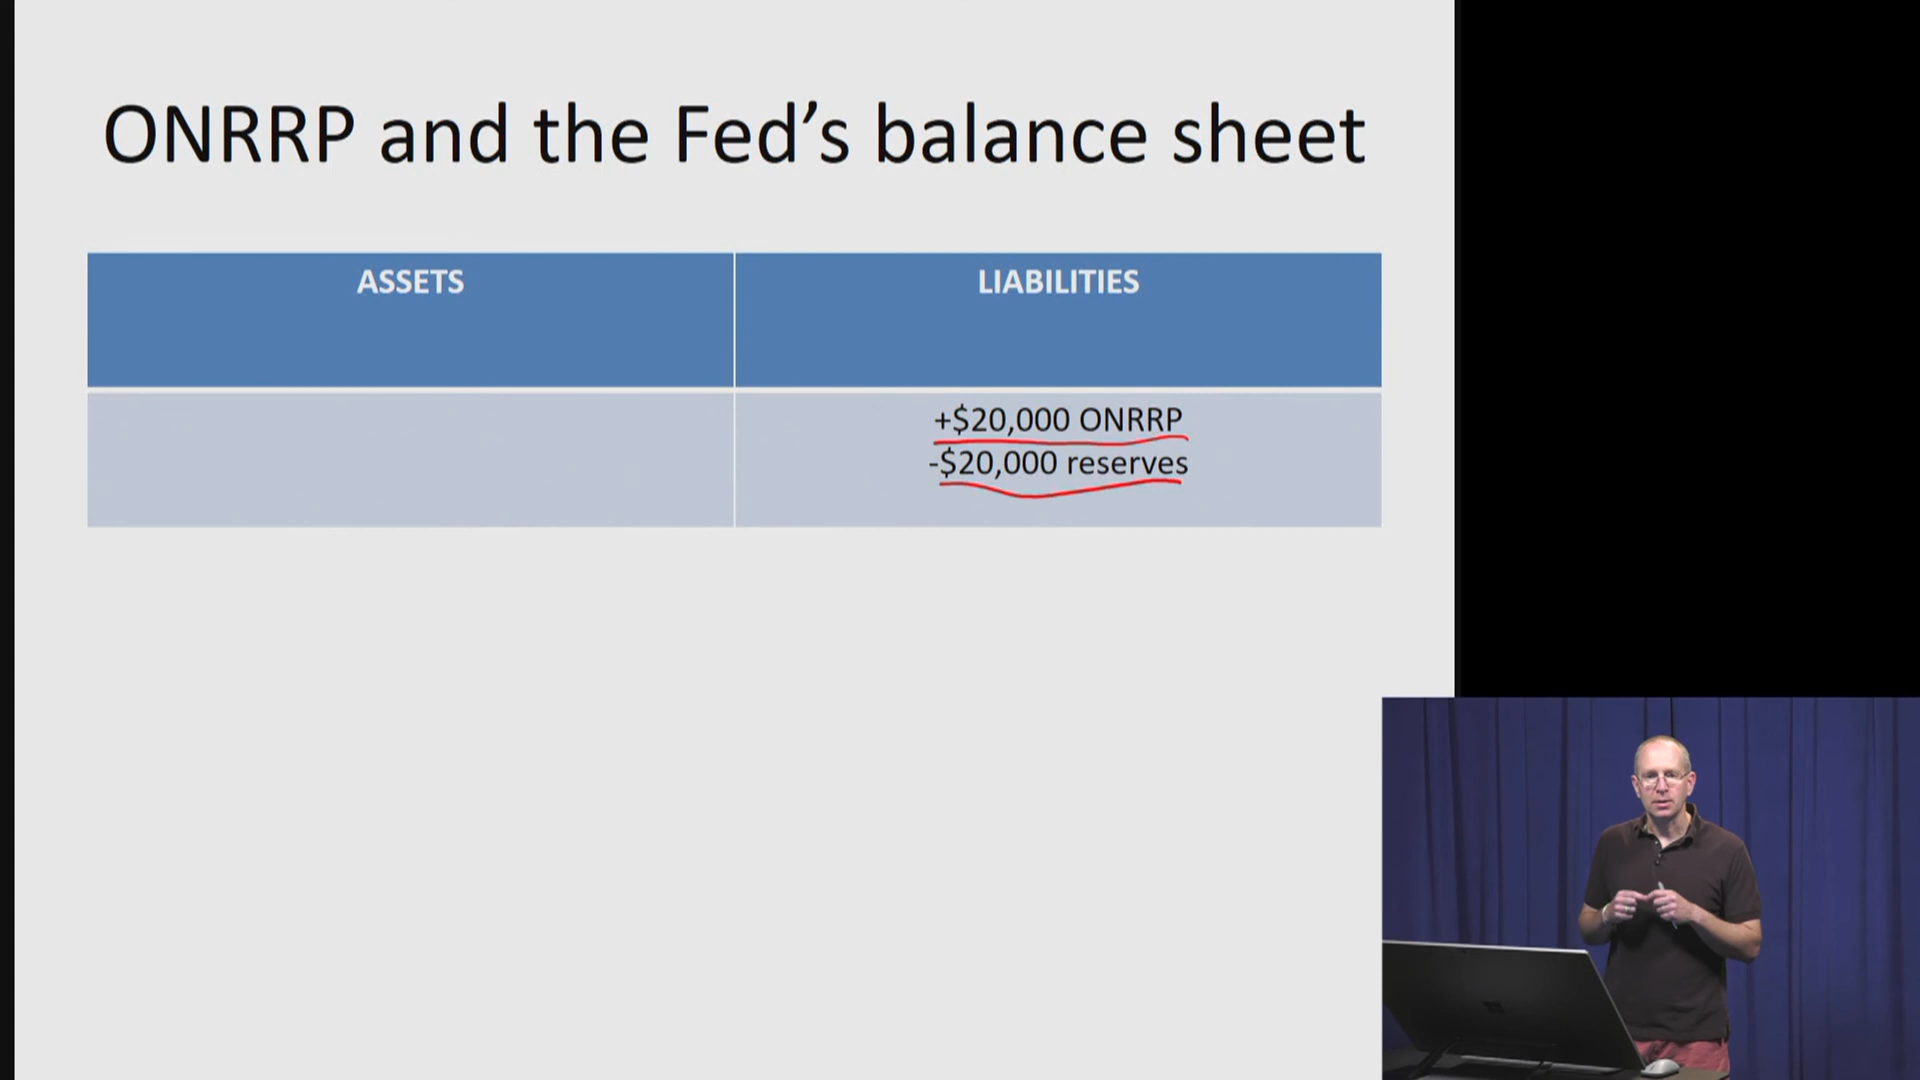 ONRRP and the Fed’s balance sheet
ASSETS
LIABILITIES
+$20,000 ONRRP
-$20,000 reserves